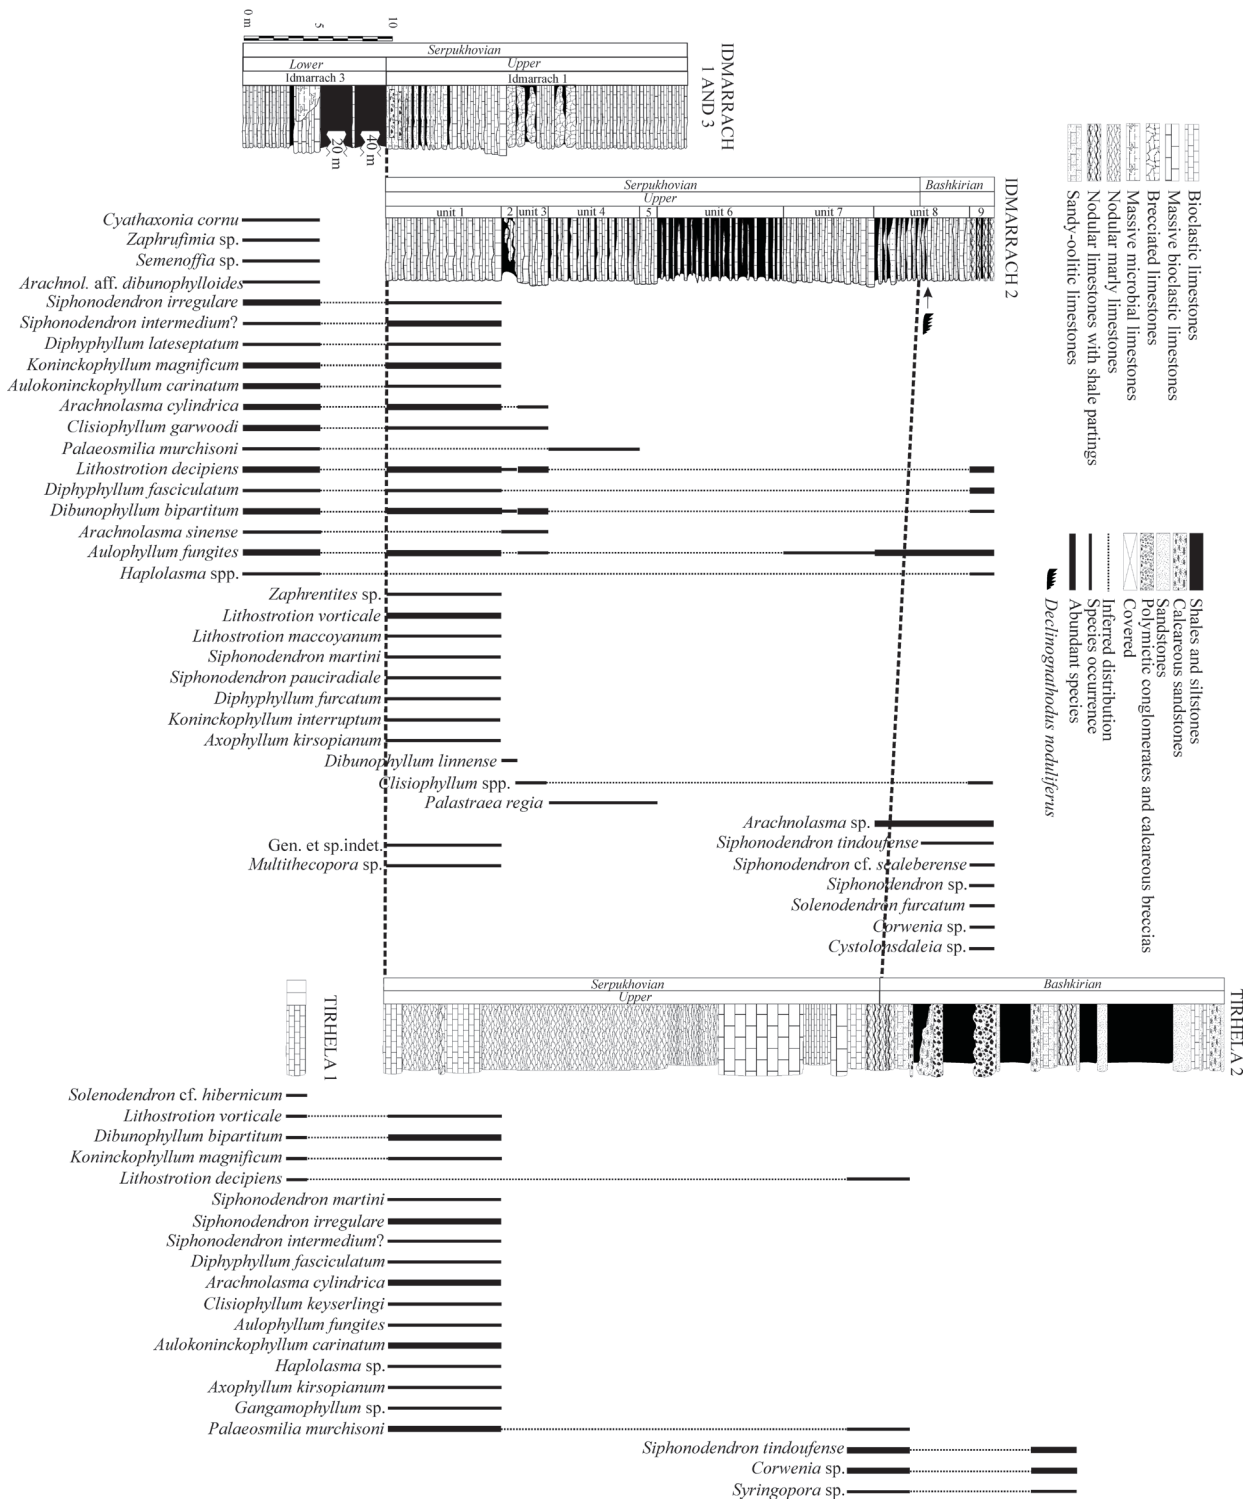 0 m
5
10
IDMARRACH
1 AND 3
Serpukhovian
Lower
Upper
Idmarrach 3
Idmarrach 1
20 m
40 m
IDMARRACH 2
Serpukhovian
Bashkirian
Upper
unit 1
2
unit 3
unit 4
5
unit 6
unit 7
unit 8
9
Bioclastic limestones
Massive bioclastic limestones
Brecciated limestones
Massive microbial limestones
Nodular marly limestones
Nodular limestones with shale partings
Sandy-oolitic limestones
Shales and siltstones
Calcareous sandstones
Sandstones
Polymictic conglomerates and calcareous breccias
Covered
Inferred distribution
Species occurrence
Abundant species
Declinognathodus noduliferus
Cyathaxonia cornu
Zaphrufimia sp.
Semenoffia sp.
Arachnol. aff. dibunophylloides
Siphonodendron irregulare
Siphonodendron intermedium?
Diphyphyllum lateseptatum
Koninckophyllum magnificum
Aulokoninckophyllum carinatum
Arachnolasma cylindrica
Clisiophyllum garwoodi
Palaeosmilia murchisoni
Lithostrotion decipiens
Diphyphyllum fasciculatum
Dibunophyllum bipartitum
Arachnolasma sinense
Aulophyllum fungites
Haplolasma spp.
Zaphrentites sp.
Lithostrotion vorticale
Lithostrotion maccoyanum
Siphonodendron martini
Siphonodendron pauciradiale
Diphyphyllum furcatum
Koninckophyllum interruptum
Axophyllum kirsopianum
Dibunophyllum linnense
Clisiophyllum spp.
Palastraea regia
Arachnolasma sp.
Gen. et sp.indet.
Siphonodendron tindoufense
Multithecopora sp.
Siphonodendron cf. scaleberense
Siphonodendron sp.
Solenodendron furcatum
Corwenia sp.
Cystolonsdaleia sp.
TIRHELA 1
TIRHELA 2
Serpukhovian
Bashkirian
Upper
Solenodendron cf. hibernicum
Lithostrotion vorticale
Dibunophyllum bipartitum
Koninckophyllum magnificum
Lithostrotion decipiens
Siphonodendron martini
Siphonodendron irregulare
Siphonodendron intermedium?
Diphyphyllum fasciculatum
Arachnolasma cylindrica
Clisiophyllum keyserlingi
Aulophyllum fungites
Aulokoninckophyllum carinatum
Haplolasma sp.
Axophyllum kirsopianum
Gangamophyllum sp.
Palaeosmilia murchisoni
Siphonodendron tindoufense
Corwenia sp.
Syringopora sp.